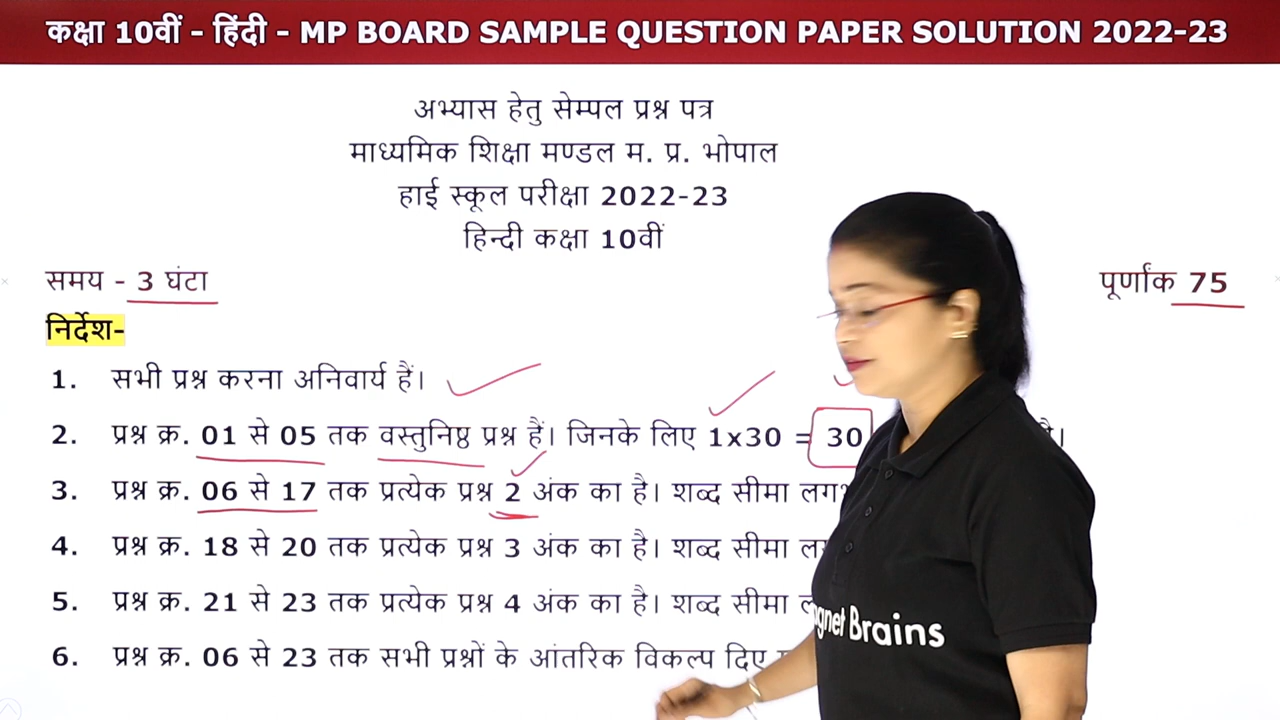 कक्षा 10वीं - हिंदी - MP BOARD SAMPLE QUESTION PAPER SOLUTION 2022-23
अभ्यास हेतु सेम्पल प्रश्न पत्र
माध्यमिक शिक्षा मण्डल म. प्र. भोपाल
हाई स्कूल परीक्षा 2022-23
हिन्दी कक्षा 10वीं
समय - 3 घंटा पूर्णांक 75
निर्देश-
1. सभी प्रश्न करना अनिवार्य हैं।
2. प्रश्न क्र. 01 से 05 तक वस्तुनिष्ठ प्रश्न हैं। जिनके लिए 1x30 = 30
3. प्रश्न क्र. 06 से 17 तक प्रत्येक प्रश्न 2 अंक का है। शब्द सीमा
4. प्रश्न क्र. 18 से 20 तक प्रत्येक प्रश्न 3 अंक का है। शब्द सीमा
5. प्रश्न क्र. 21 से 23 तक प्रत्येक प्रश्न 4 अंक का है। शब्द सीमा
6. प्रश्न क्र. 06 से 23 तक सभी प्रश्नों के आंतरिक विकल्प दिए
Brains